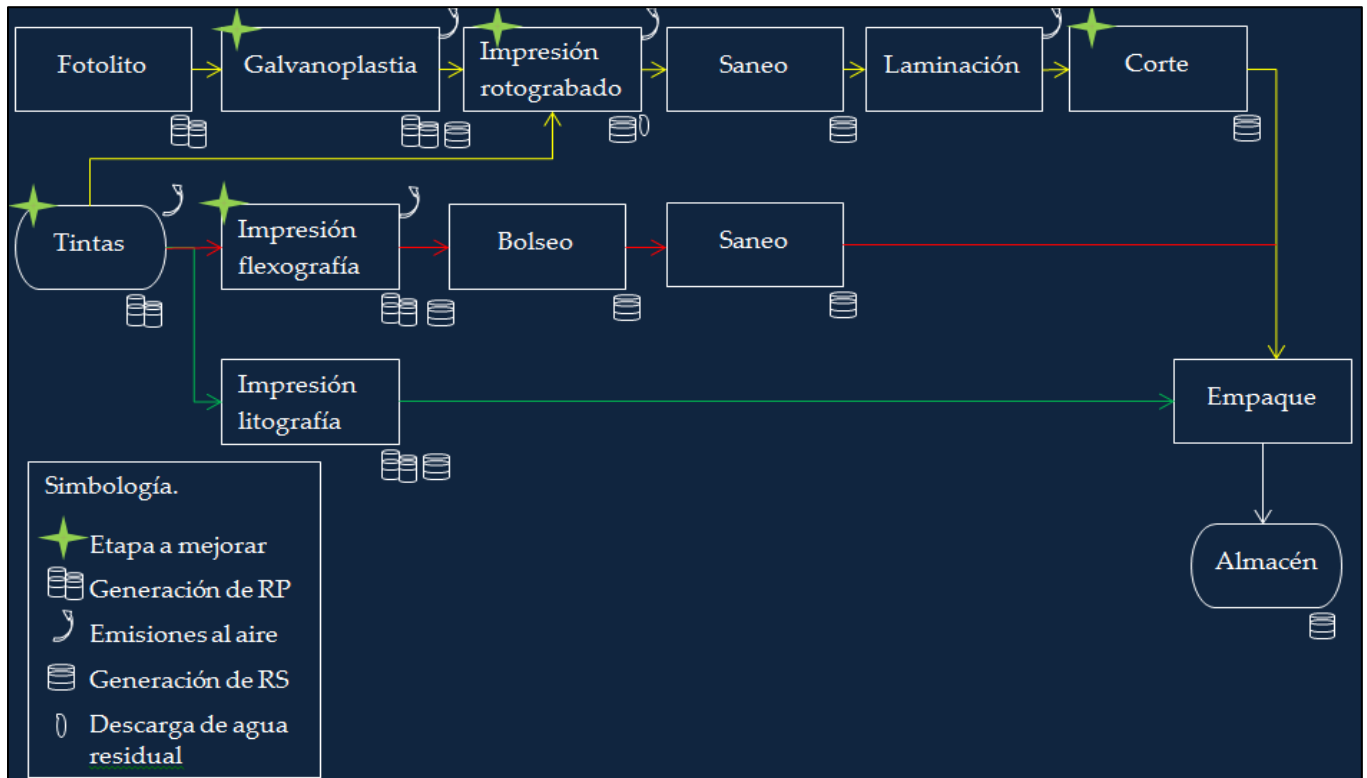 Fotolito
Galvanoplastia
Impresión
rotograbado
Saneo
Laminación
Corte
Tintas
Impresión
flexografía
Bolseo
Saneo
Impresión
litografía
Empaque
Almacén
Simbología.
Etapa a mejorar
Generación de RP
Emisiones al aire
Generación de RS
Descarga de agua
residual